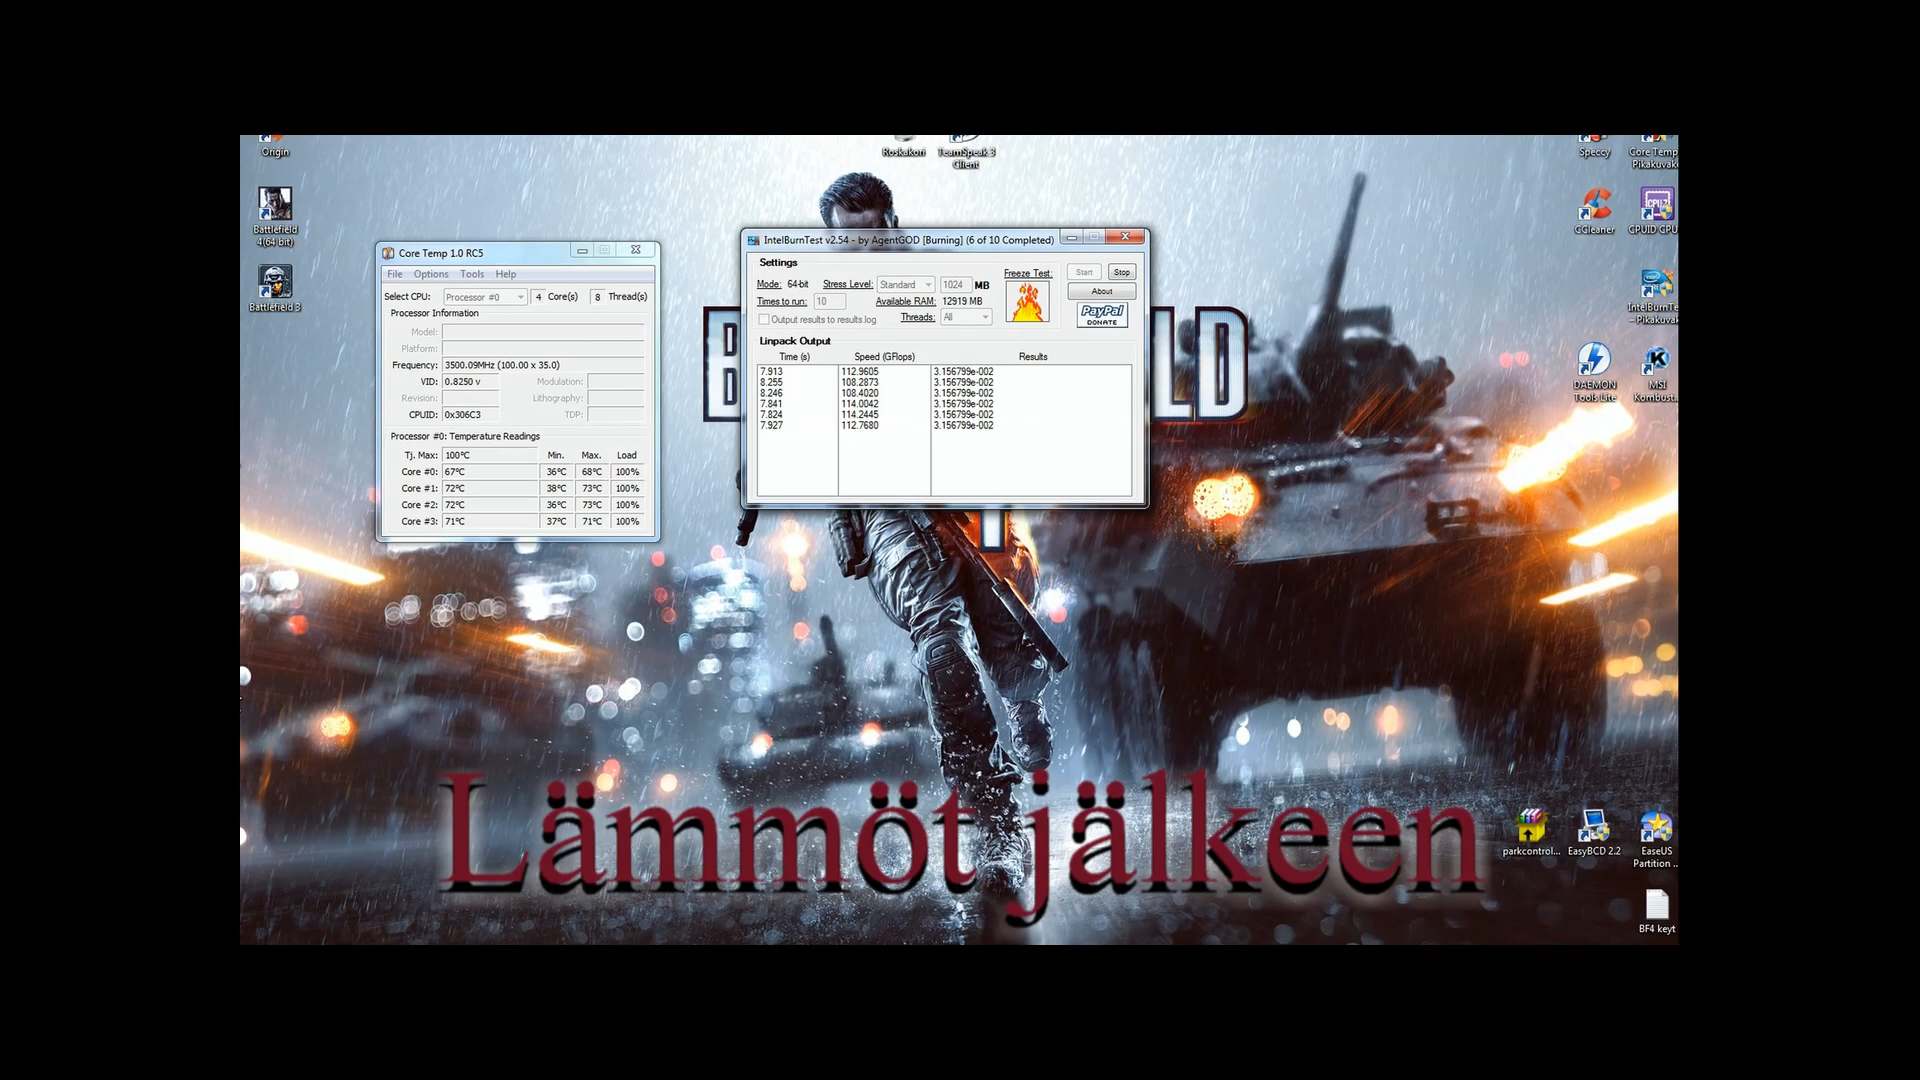 Origin
Roskakori
TeamSpeak 3
Client
Speccy
Core Temp
Pikakuvake
Battlefield
4(64 bit)
CCleaner
CPUID CPU
Battlefield 3
IntelBurnTe
- Pikakuvak
DAEMON
Tools Lite
MSI
Kombust...
Core Temp 1.0 RC5
File Options Tools Help
Select CPU: Processor #0 4 Core(s) 8 Thread(s)
Processor Information
Model:
Platform:
Frequency: 3500.09MHz (100.00 x 35.0)
VID: 0.8250 v Modulation:
Revision: Lithography:
CPUID: 0x306C3 TDP:
Processor #0: Temperature Readings
Tj. Max: 100°C Min. Max. Load
Core #0: 67°C 36°C 68°C 100%
Core #1: 72°C 38°C 73°C 100%
Core #2: 72°C 36°C 73°C 100%
Core #3: 71°C 37°C 71°C 100%
IntelBurnTest v2.54 - by AgentGOD [Burning] (6 of 10 Completed)
Settings
Mode: 64-bit Stress Level: Standard 1024 MB
Times to run: 10 Available RAM: 12919 MB
Output results to results.log Threads: All
Freeze Test:
Start Stop
About
PayPal
DONATE
Linpack Output
Time (s) Speed (GFlops) Results
7.913 112.9605 3.156799e-002
8.255 108.2873 3.156799e-002
8.246 108.4020 3.156799e-002
7.841 114.0042 3.156799e-002
7.824 114.2445 3.156799e-002
7.927 112.7680 3.156799e-002
B LD
Lämmöt jälkeen
parkcontrol...
EasyBCD 2.2
EaseUS
Partition ..
BF4 keyt